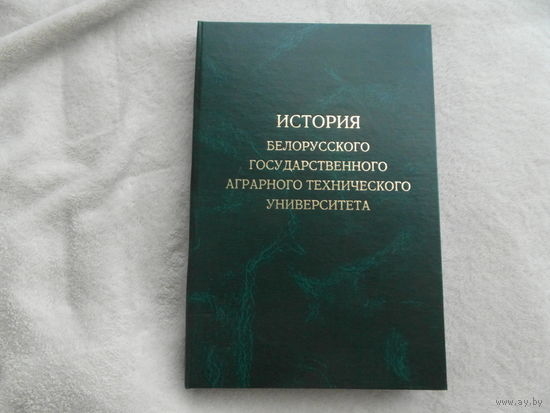 ИСТОРИЯ
БЕЛОРУССКОГО
ГОСУДАРСТВЕННОГО
АГРАРНОГО ТЕХНИЧЕСКОГО
УНИВЕРСИТЕТА
www.ay.by